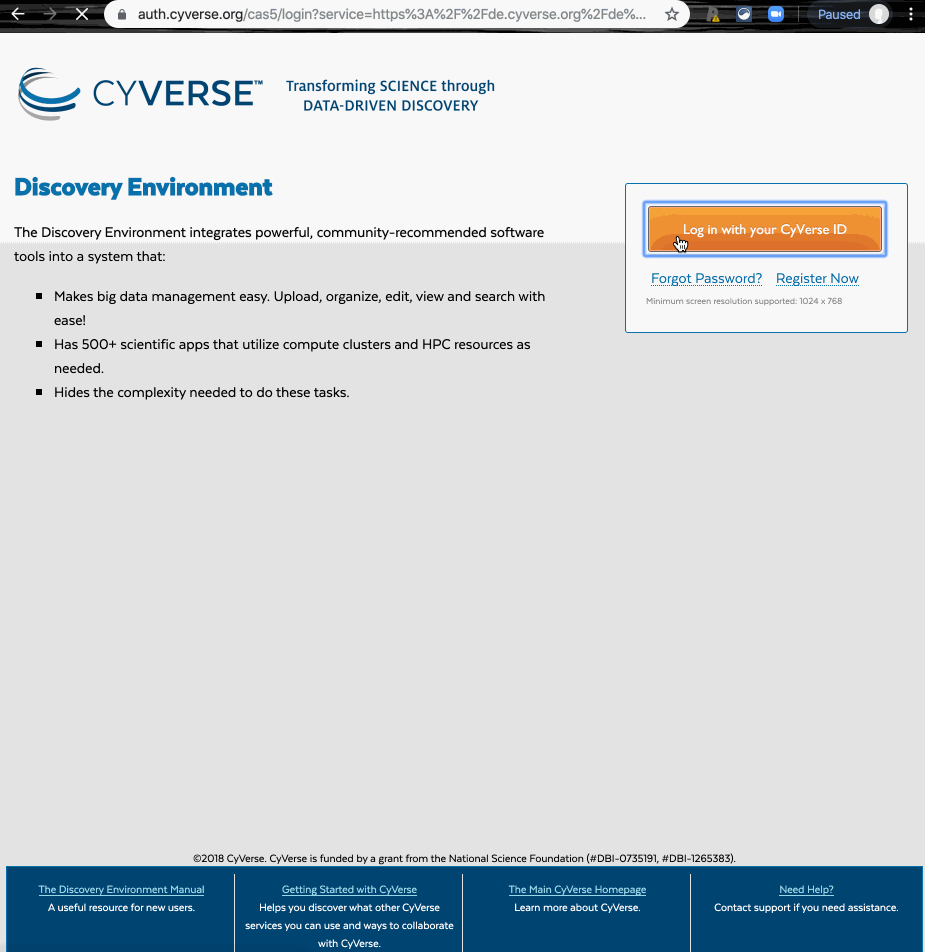 auth.cyverse.org/cas5/login?service=https%3A%2F%2Fde.cyverse.org%2Fde%...
Paused
CYVERSE™
Transforming SCIENCE through
DATA-DRIVEN DISCOVERY
Discovery Environment
The Discovery Environment integrates powerful, community-recommended software
tools into a system that:
Makes big data management easy. Upload, organize, edit, view and search with
ease!
Has 500+ scientific apps that utilize compute clusters and HPC resources as
needed.
Hides the complexity needed to do these tasks.
Log in with your CyVerse ID
Forgot Password? Register Now
Minimum screen resolution supported: 1024 x 768
©2018 CyVerse. CyVerse is funded by a grant from the National Science Foundation (#DBI-0735191, #DBI-1265383).
The Discovery Environment Manual
A useful resource for new users.
Getting Started with CyVerse
Helps you discover what other CyVerse
services you can use and ways to collaborate
with CyVerse.
The Main CyVerse Homepage
Learn more about CyVerse.
Need Help?
Contact support if you need assistance.